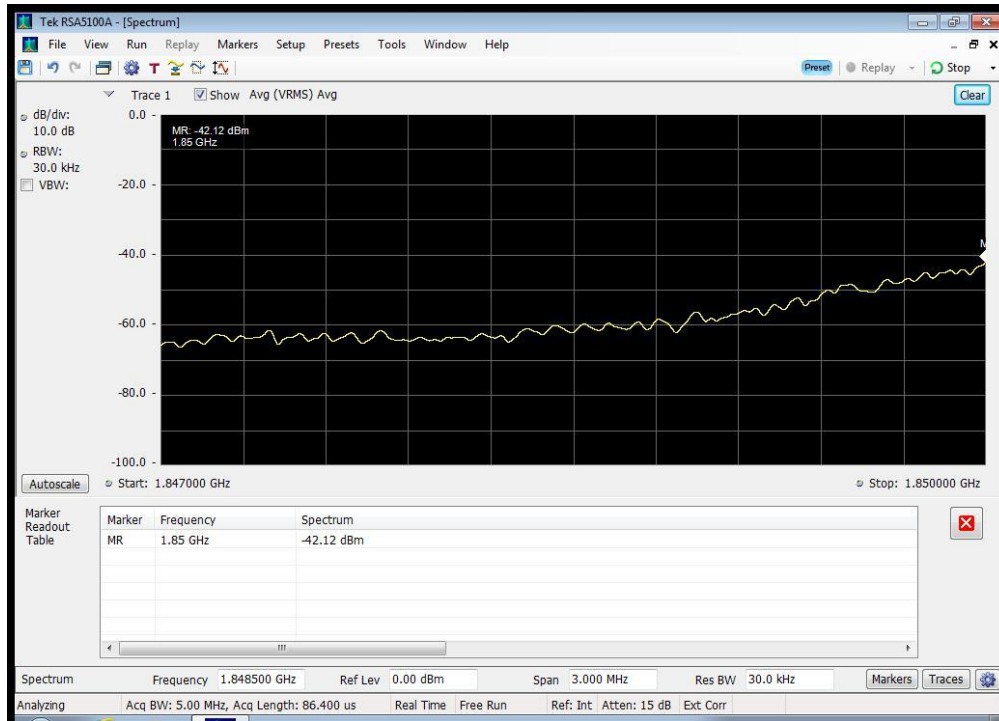 Tek RSA5100A - [Spectrum]
File View Run Replay Markers Setup Presets Tools Window Help
Preset Replay Stop
Trace 1 Show Avg (VRMS) Avg Clear
dB/div:
10.0 dB
RBW:
30.0 kHz
VBW:
0.0
MR: -42.12 dBm
1.85 GHz
-20.0
-40.0
M
-60.0
-80.0
-100.0
Autoscale Start: 1.847000 GHz Stop: 1.850000 GHz
Marker Readout Table
Marker Frequency Spectrum
MR 1.85 GHz -42.12 dBm
Spectrum Frequency 1.848500 GHz Ref Lev 0.00 dBm Span 3.000 MHz Res BW 30.0 kHz Markers Traces
Analyzing Acq BW: 5.00 MHz, Acq Length: 86.400 us Real Time Free Run Ref: Int Atten: 15 dB Ext Corr